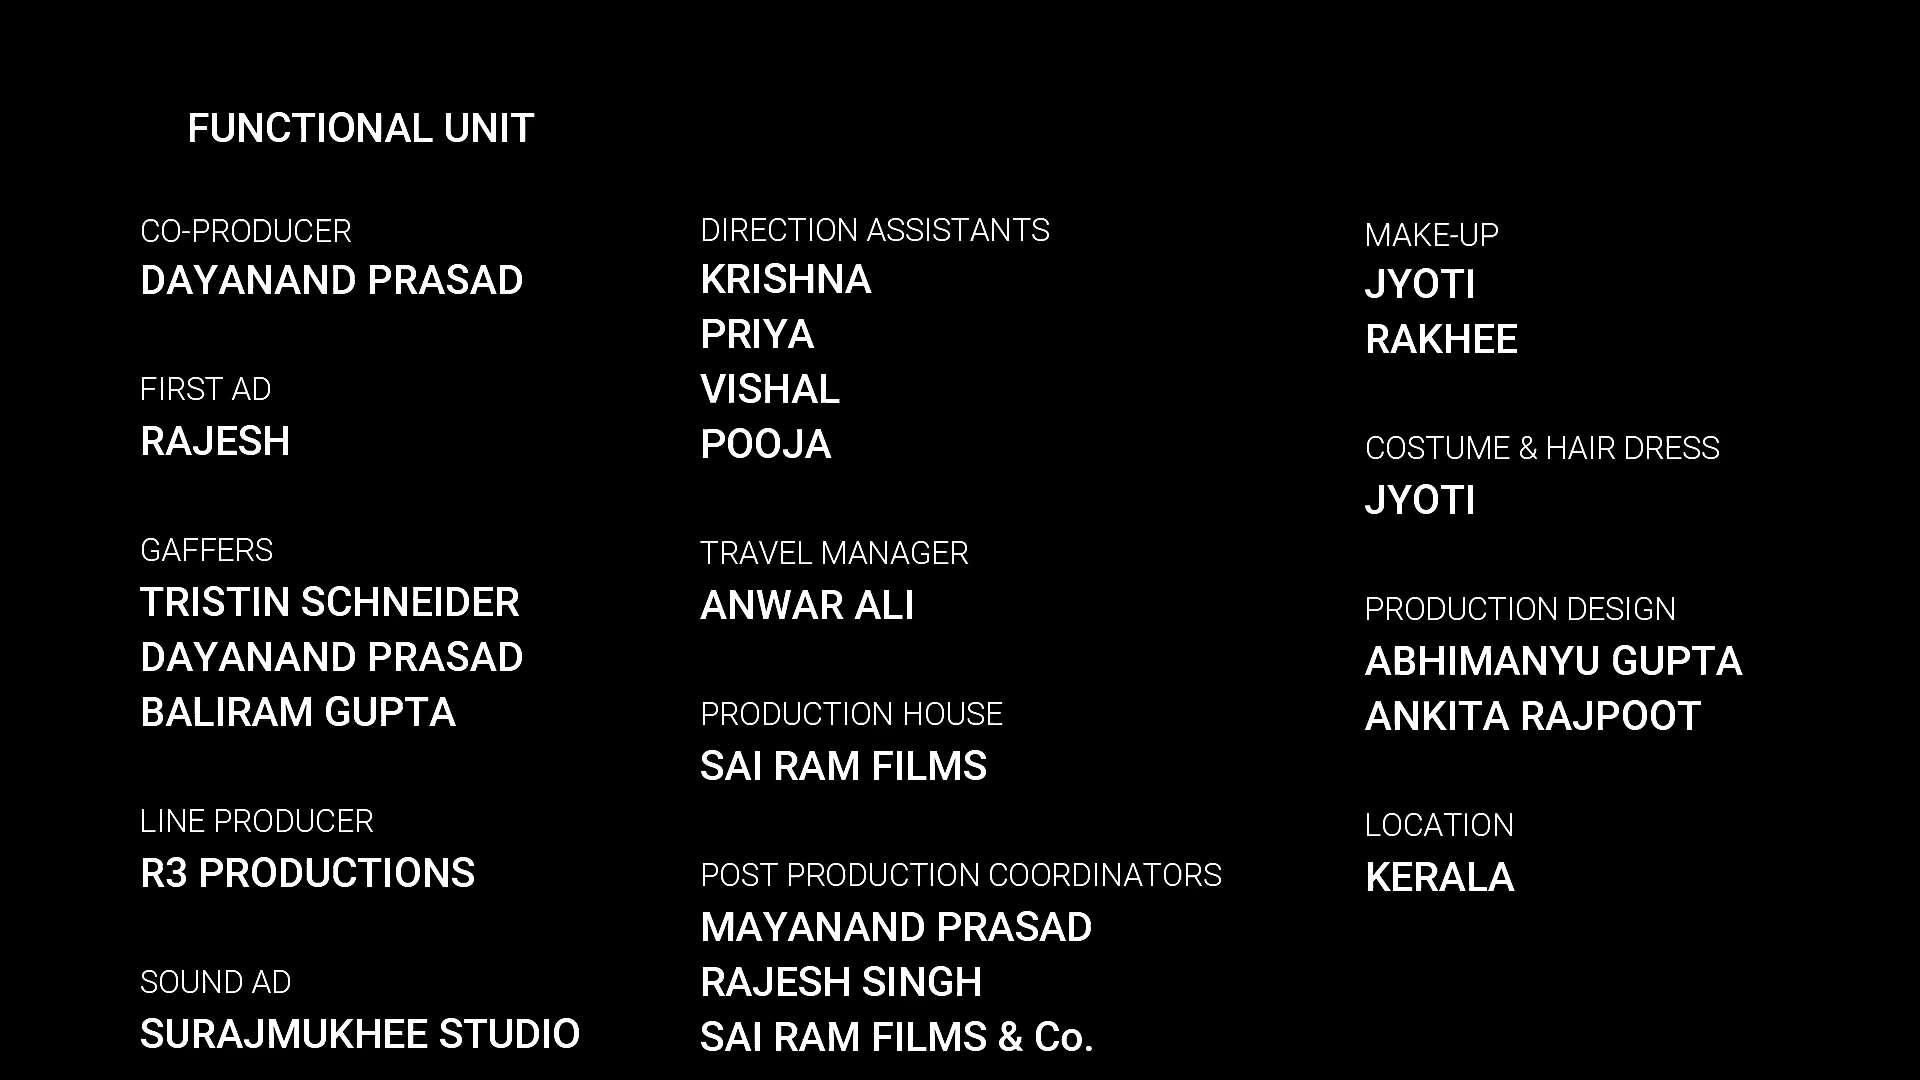 FUNCTIONAL UNIT
CO-PRODUCER
DAYANAND PRASAD
FIRST AD
RAJESH
GAFFERS
TRISTIN SCHNEIDER
DAYANAND PRASAD
BALIRAM GUPTA
LINE PRODUCER
R3 PRODUCTIONS
SOUND AD
SURAJMUKHEE STUDIO
DIRECTION ASSISTANTS
KRISHNA
PRIYA
VISHAL
POOJA
TRAVEL MANAGER
ANWAR ALI
PRODUCTION HOUSE
SAI RAM FILMS
POST PRODUCTION COORDINATORS
MAYANAND PRASAD
RAJESH SINGH
SAI RAM FILMS & Co.
MAKE-UP
JYOTI
RAKHEE
COSTUME & HAIR DRESS
JYOTI
PRODUCTION DESIGN
ABHIMANYU GUPTA
ANKITA RAJPOOT
LOCATION
KERALA